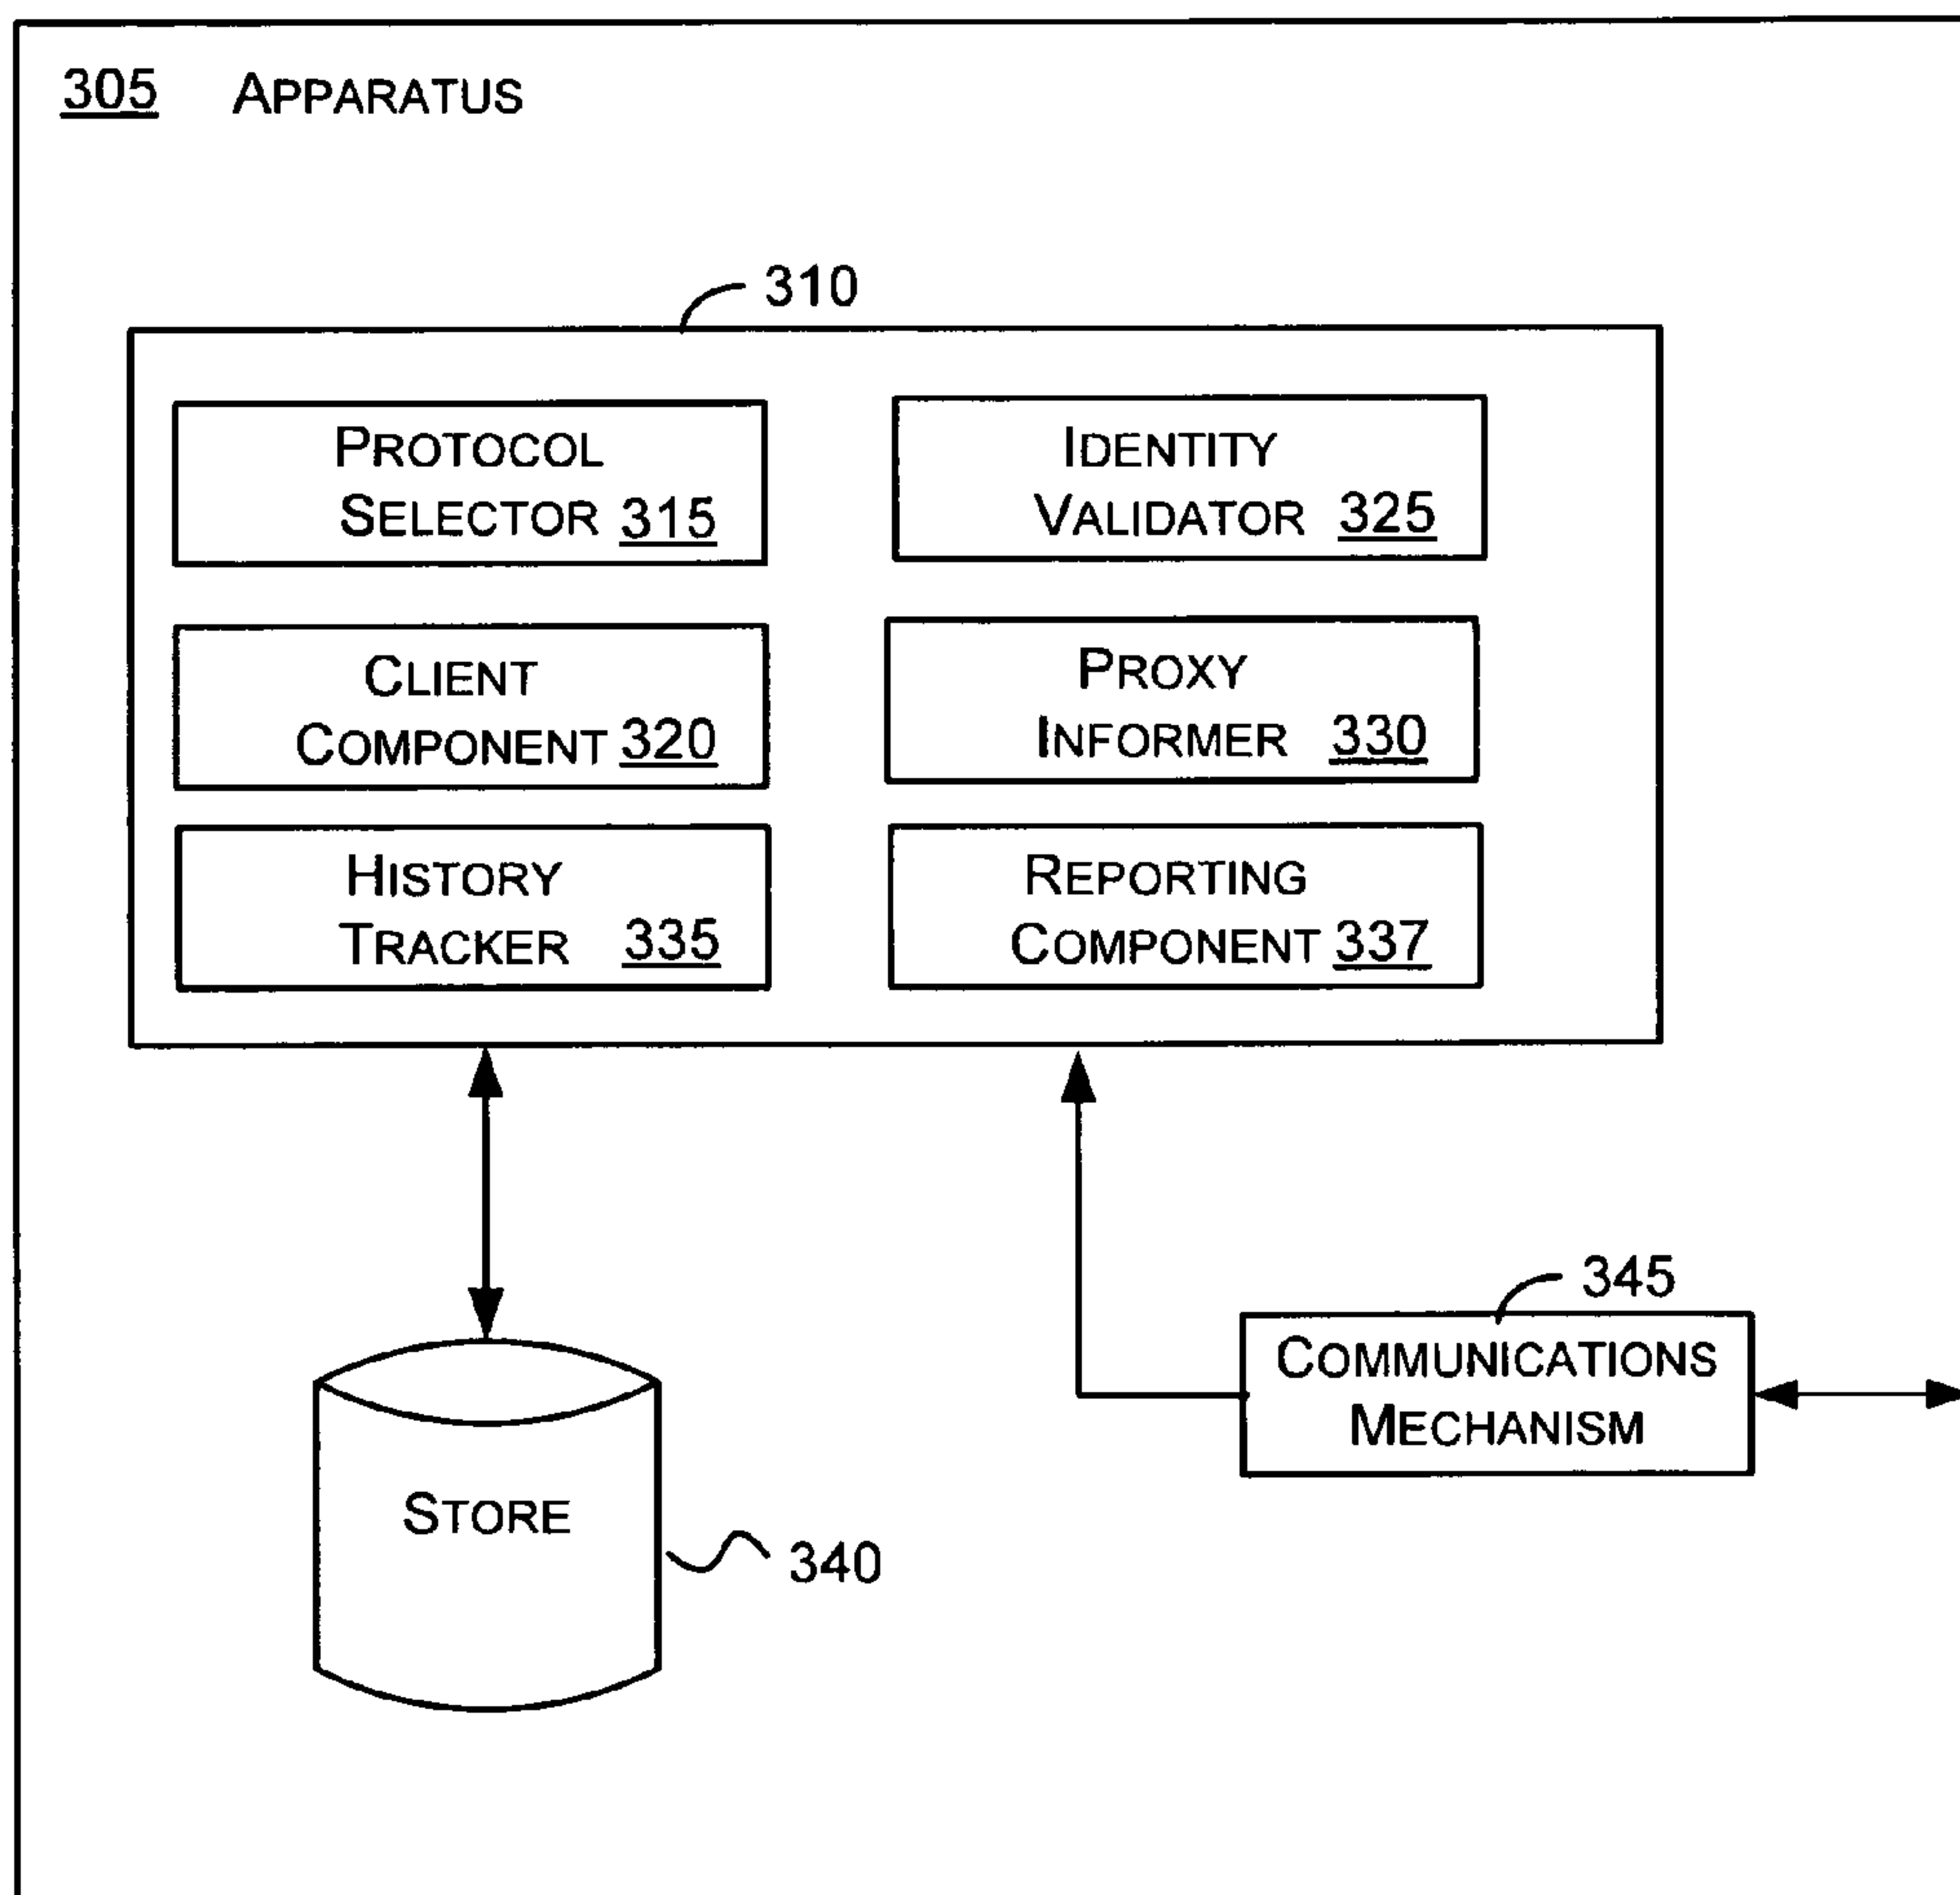 305 APPARATUS
310
PROTOCOL
SELECTOR 315
IDENTITY
VALIDATOR 325
CLIENT
COMPONENT 320
PROXY
INFORMER 330
HISTORY
TRACKER 335
REPORTING
COMPONENT 337
345
COMMUNICATIONS
MECHANISM
STORE
340